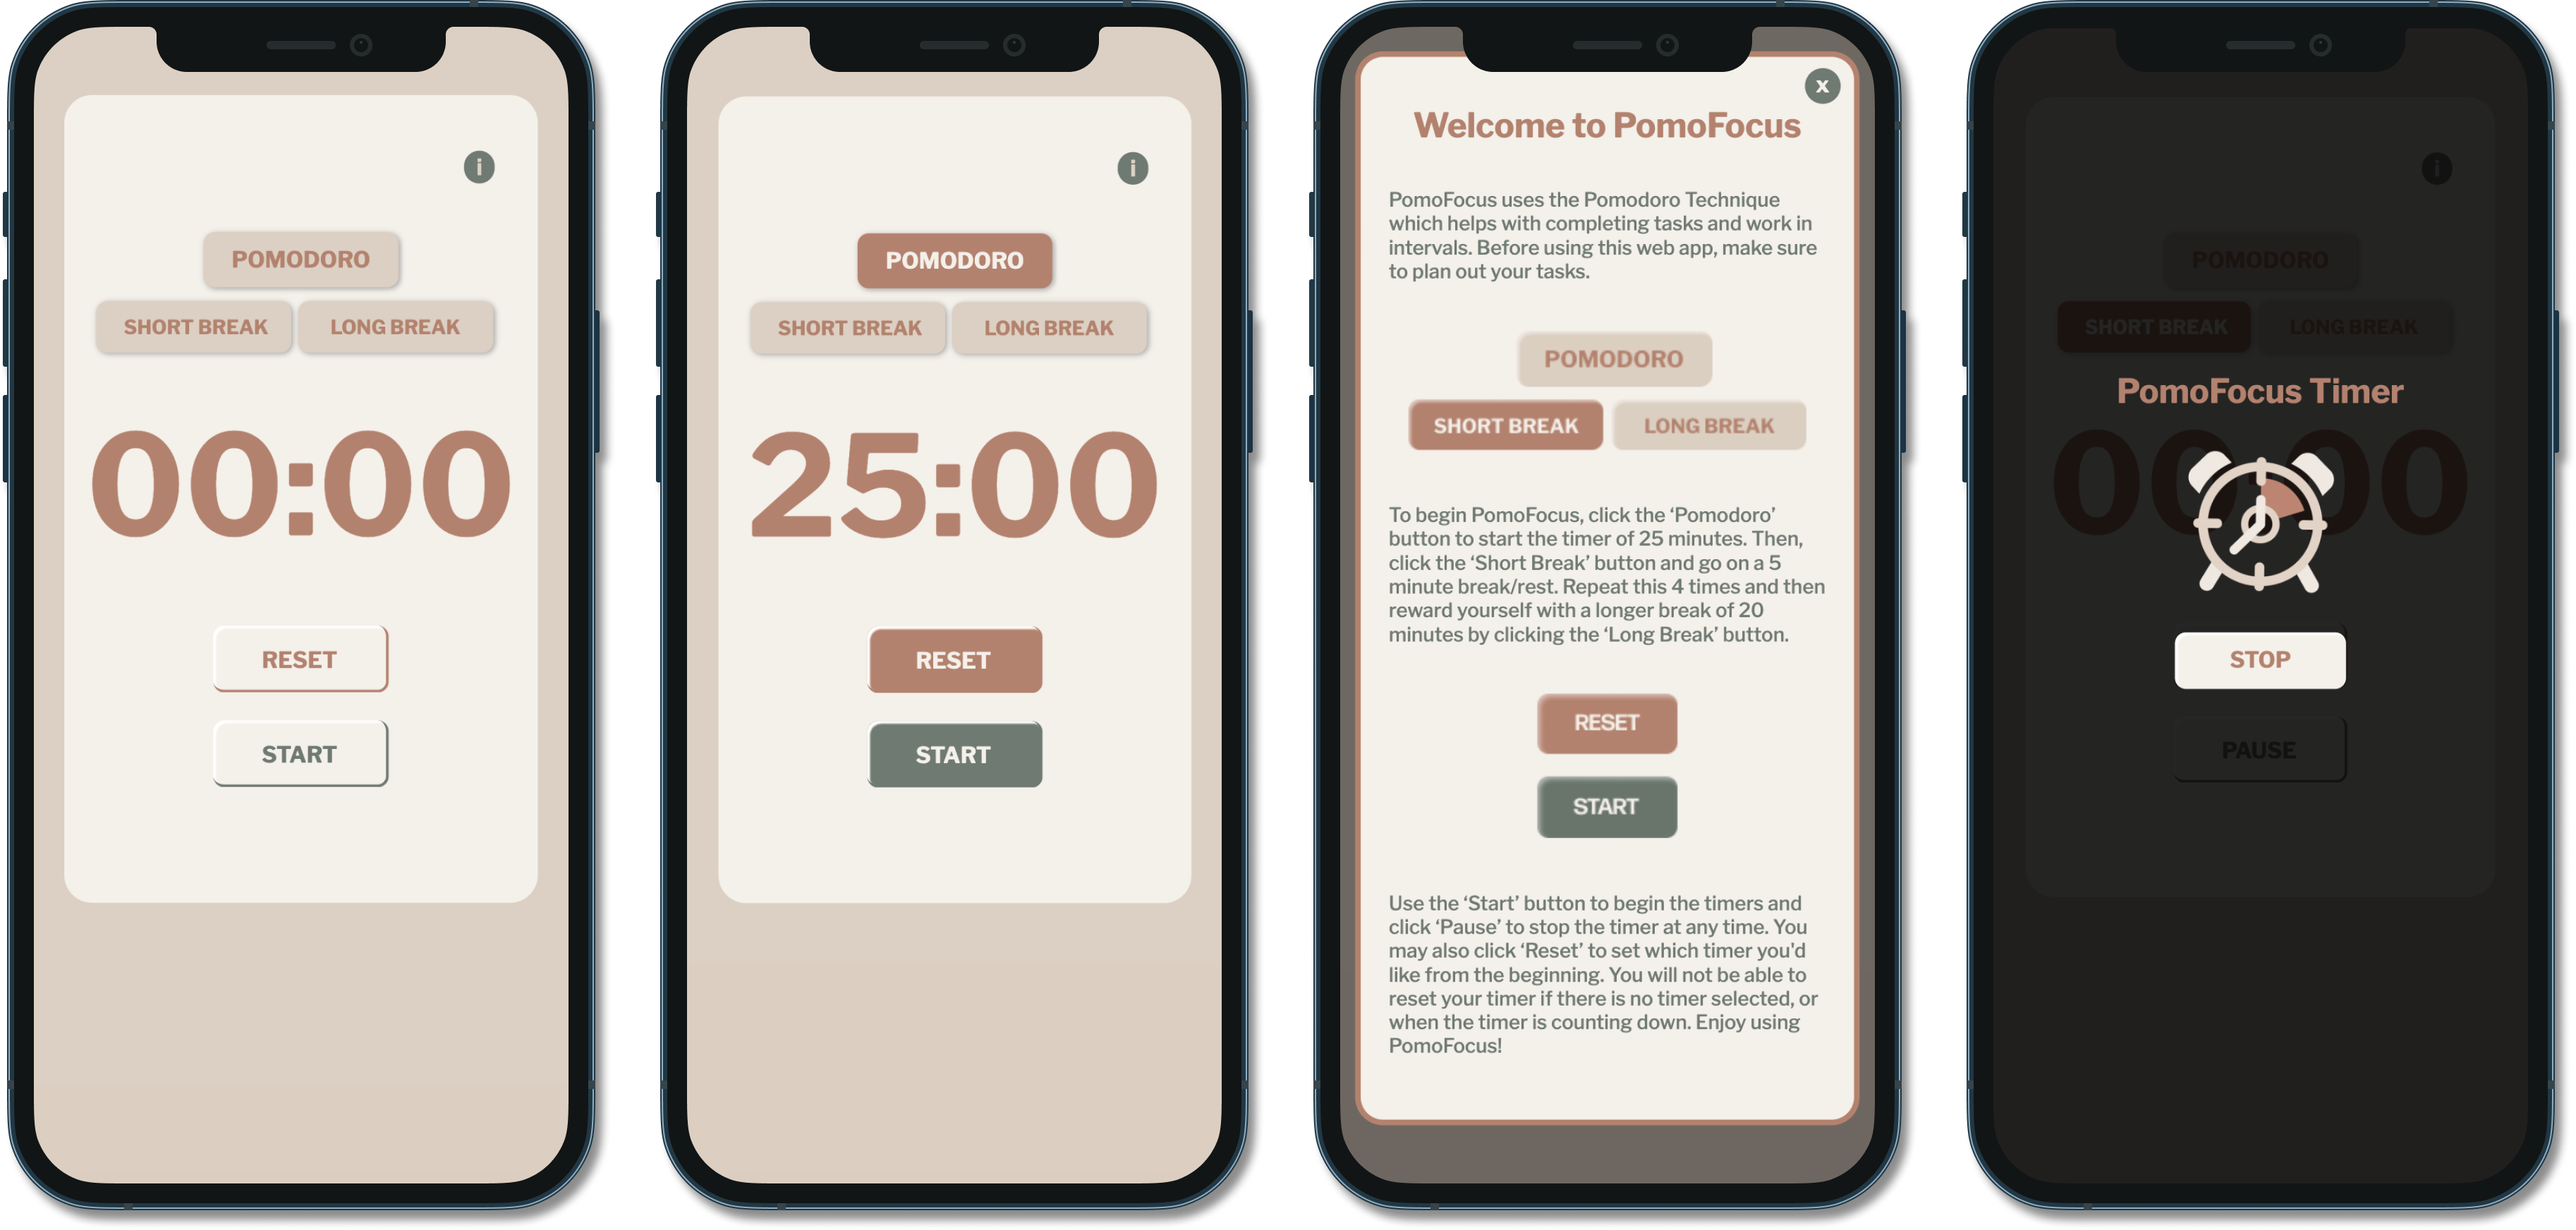 i
POMODORO
SHORT BREAK
LONG BREAK
00:00
RESET
START
i
POMODORO
SHORT BREAK
LONG BREAK
25:00
RESET
START
x
Welcome to PomoFocus
PomoFocus uses the Pomodoro Technique
which helps with completing tasks and work in
intervals. Before using this web app, make sure
to plan out your tasks.
POMODORO
SHORT BREAK
LONG BREAK
To begin PomoFocus, click the ‘Pomodoro’
button to start the timer of 25 minutes. Then,
click the ‘Short Break’ button and go on a 5
minute break/rest. Repeat this 4 times and then
reward yourself with a longer break of 20
minutes by clicking the ‘Long Break’ button.
RESET
START
Use the ‘Start’ button to begin the timers and
click ‘Pause’ to stop the timer at any time. You
may also click ‘Reset’ to set which timer you'd
like from the beginning. You will not be able to
reset your timer if there is no timer selected, or
when the timer is counting down. Enjoy using
PomoFocus!
i
POMODORO
SHORT BREAK
LONG BREAK
PomoFocus Timer
00:00
STOP
PAUSE